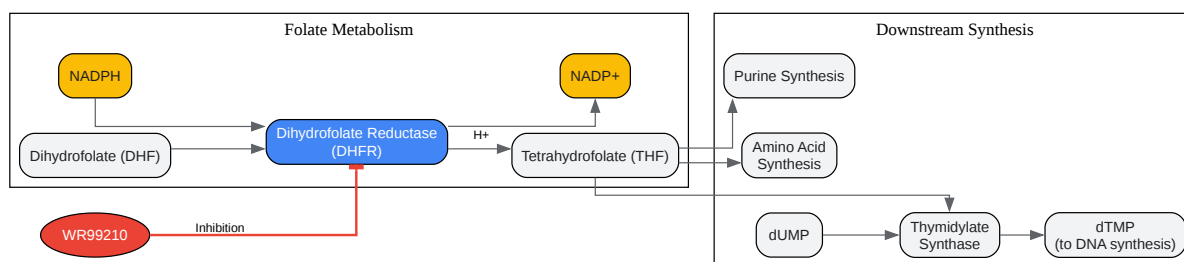 Folate Metabolism
Downstream Synthesis
NADPH
NADP+
Purine Synthesis
Dihydrofolate Reductase
(DHFR)
H+
Dihydrofolate (DHF)
Tetrahydrofolate (THF)
Amino Acid
Synthesis
WR99210
Inhibition
dUMP
Thymidylate
Synthase
dTMP
(to DNA synthesis)